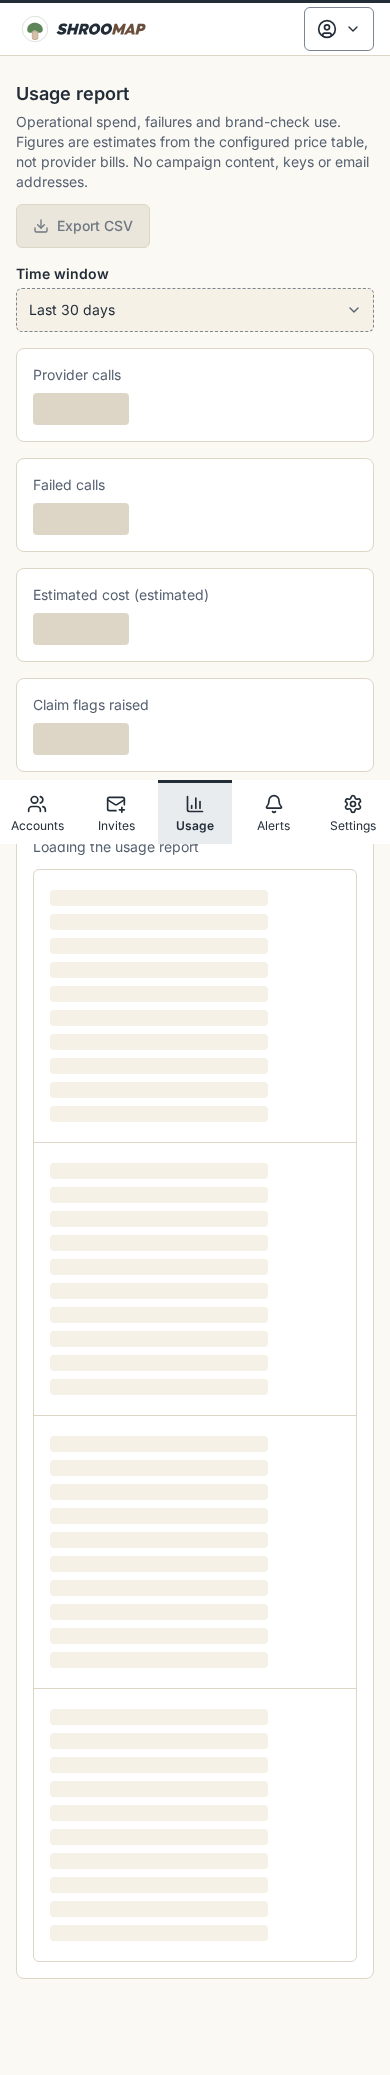 SHROOMAP
Usage report
Operational spend, failures and brand-check use.
Figures are estimates from the configured price table,
not provider bills. No campaign content, keys or email
addresses.
Export CSV
Time window
Last 30 days
Provider calls
Failed calls
Estimated cost (estimated)
Claim flags raised
Accounts
Invites
Usage
Alerts
Settings
Loading the usage report